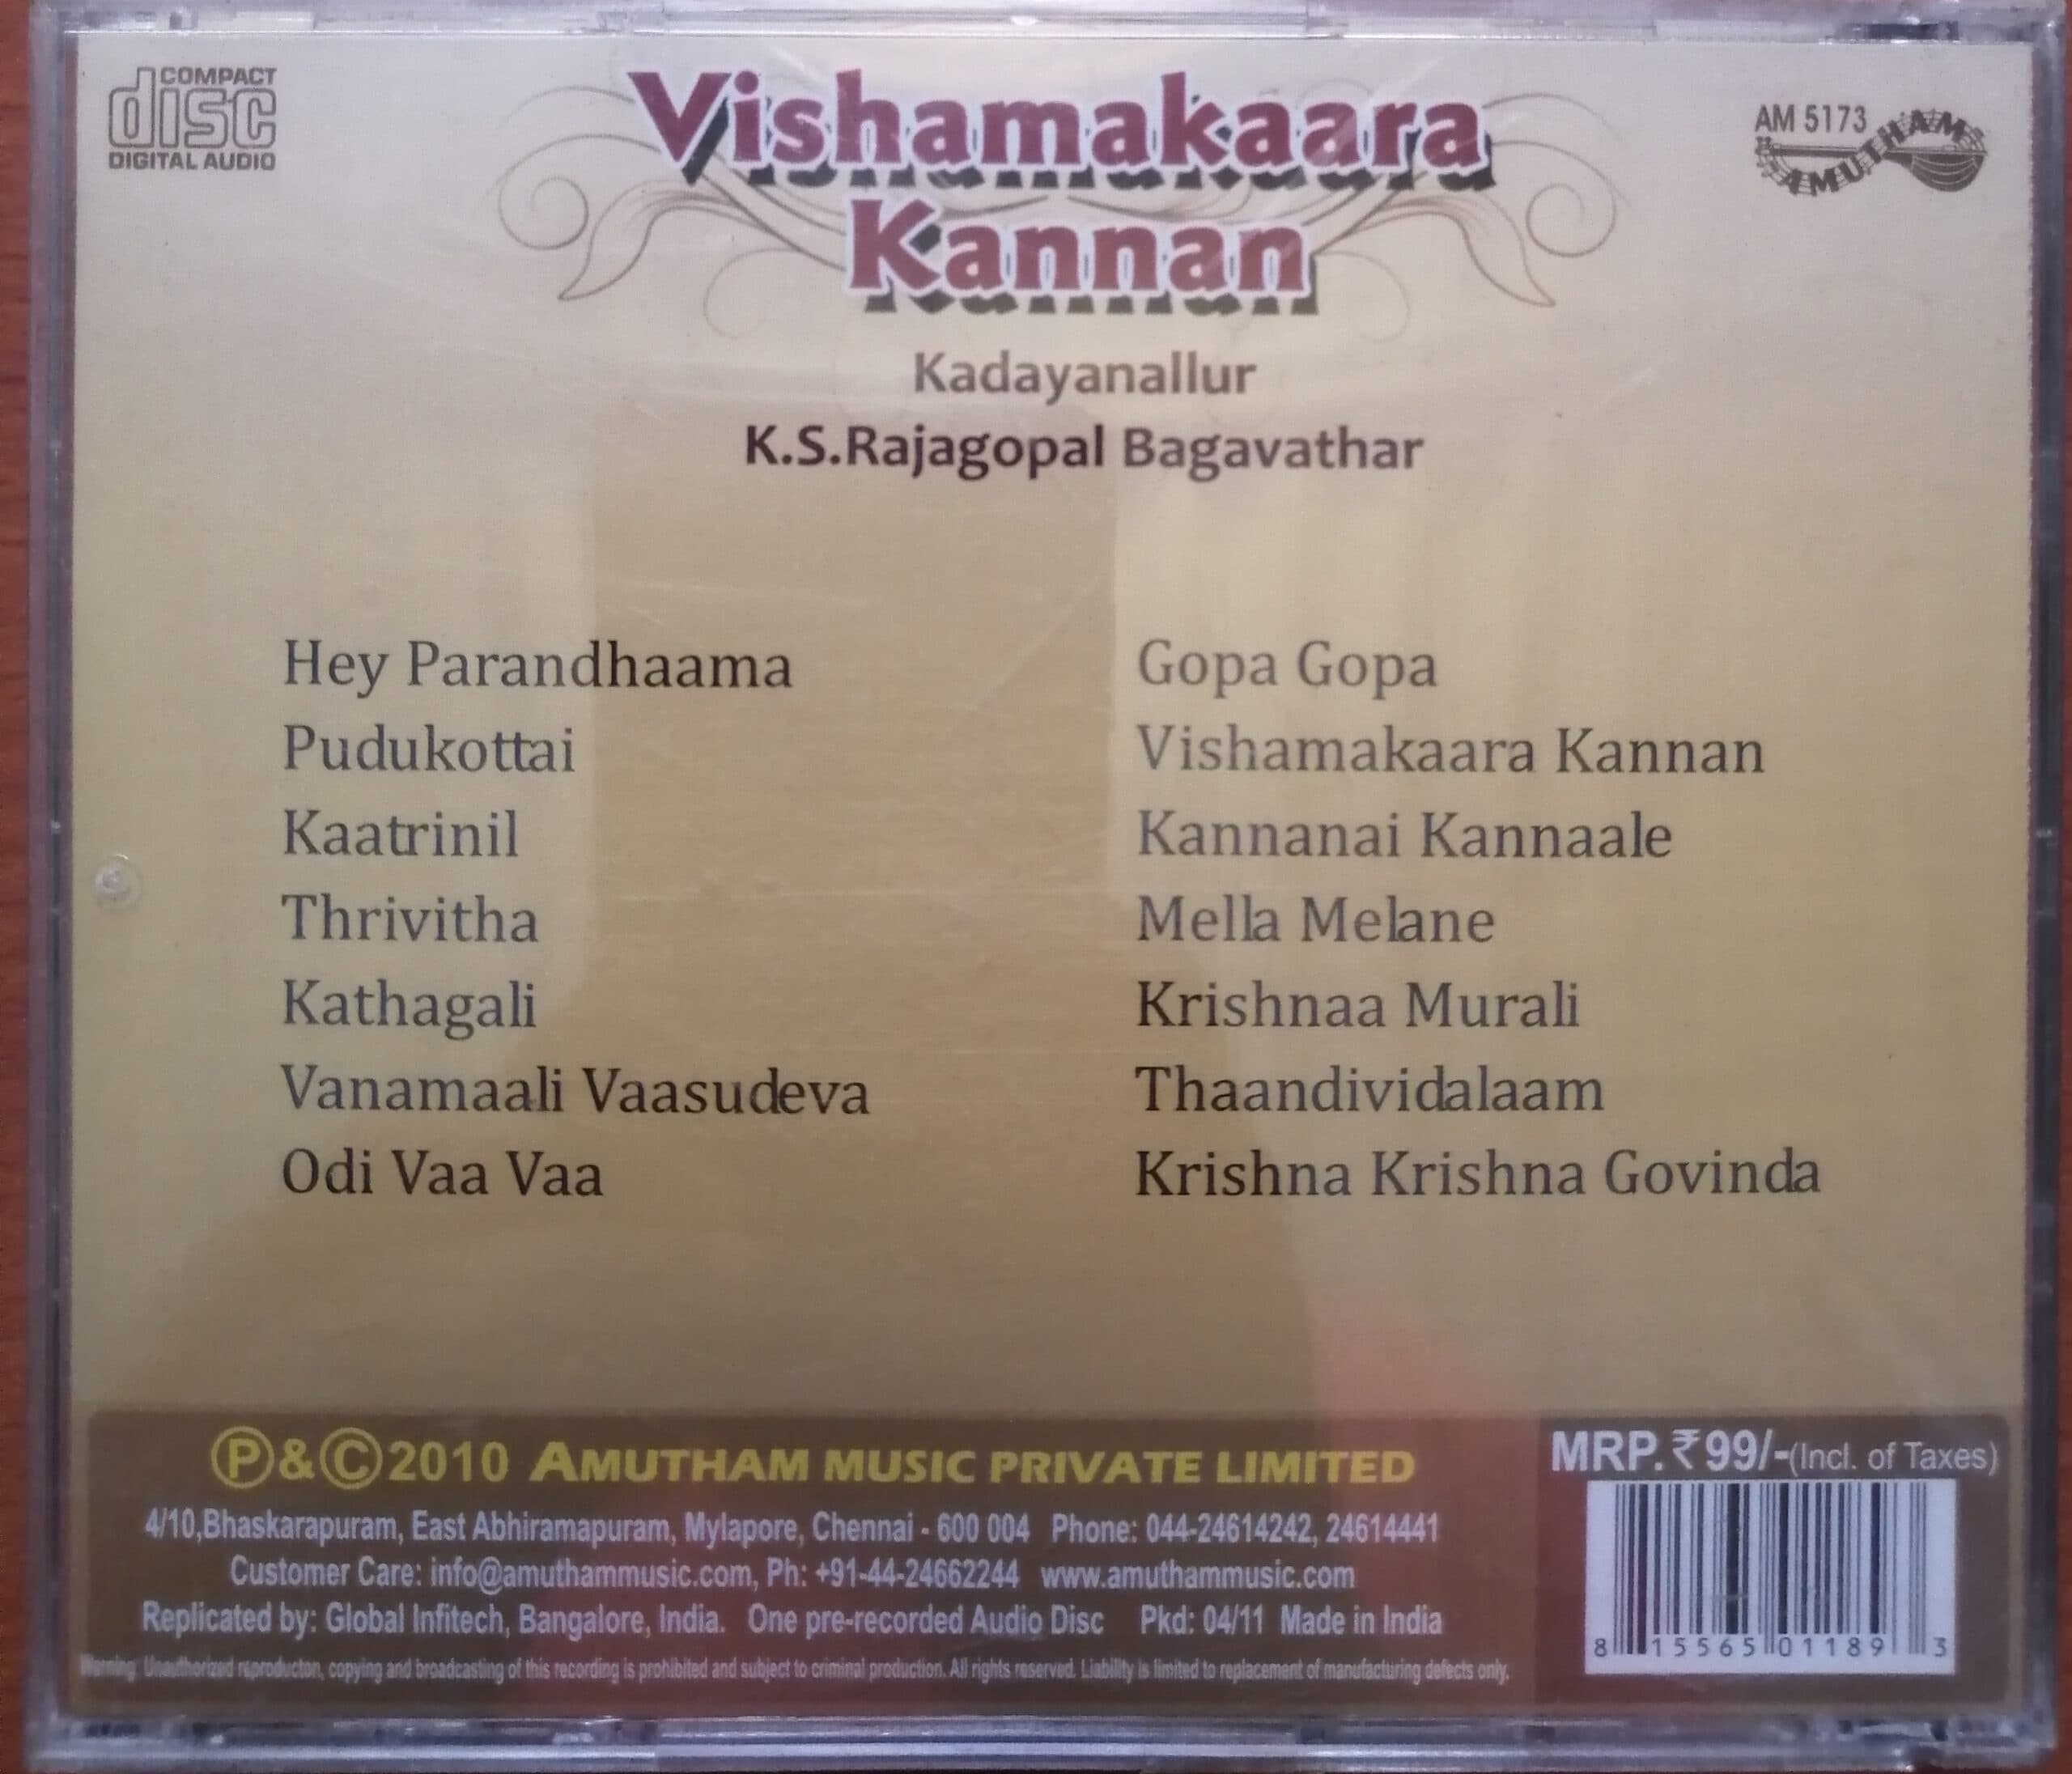 COMPACT
disc
DIGITAL AUDIO
Vishamakaara
Kannan
AM 5173
AMUTHAM
Kadayanallur
K.S.Rajagopal Bagavathar
Hey Parandhaama
Pudukottai
Kaatrinil
Thrivitha
Kathagali
Vanamaali Vaasudeva
Odi Vaa Vaa
Gopa Gopa
Vishamakaara Kannan
Kannanai Kannaale
Mella Melane
Krishnaa Murali
Thaandividalaam
Krishna Krishna Govinda
Ⓟ&Ⓒ2010 AMUTHAM MUSIC PRIVATE LIMITED
4/10,Bhaskarapuram, East Abhiramapuram, Mylapore, Chennai - 600 004 Phone: 044-24614242, 24614441
Customer Care: info@amuthammusic.com, Ph: +91-44-24662244 www.amuthammusic.com
Replicated by: Global Infitech, Bangalore, India. One pre-recorded Audio Disc Pkd: 04/11 Made in India
Warning: Unauthorized reproducton, copying and broadcasting of this recording is prohibited and subject to criminal production. All rights reserved. Liability is limited to replacement of manufacturing defects only.
MRP.₹99/-(Incl. of Taxes)
8 15565 01189 3